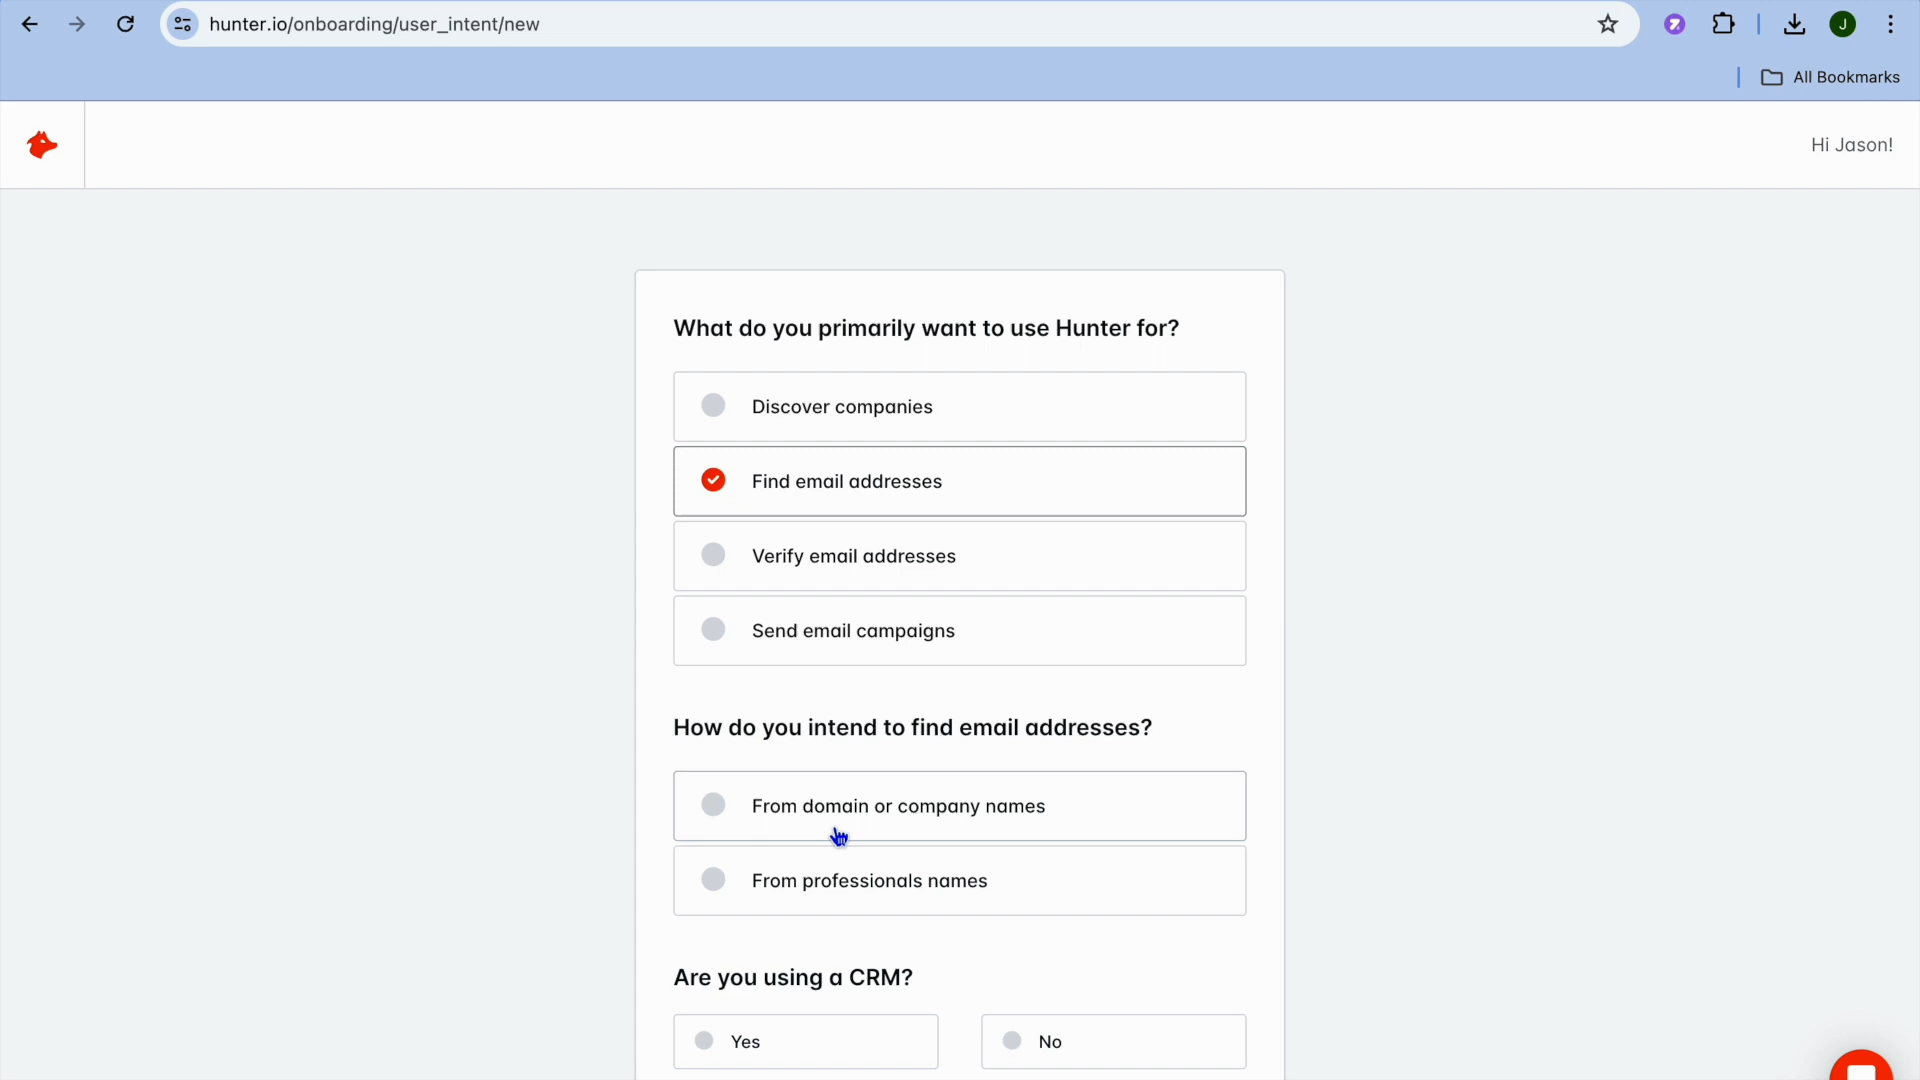 hunter.io/onboarding/user_intent/new
J
All Bookmarks
Hi Jason!
What do you primarily want to use Hunter for?
Discover companies
Find email addresses
Verify email addresses
Send email campaigns
How do you intend to find email addresses?
From domain or company names
From professionals names
Are you using a CRM?
Yes
No